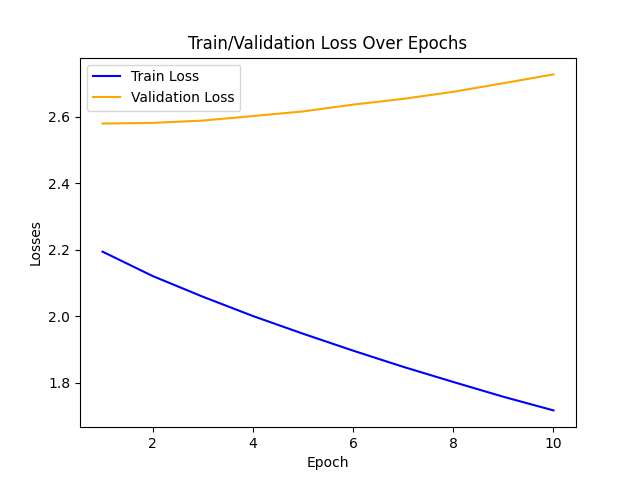 Train/Validation Loss Over Epochs
Train Loss
Validation Loss
2.6
2.4
2.2
2.0
1.8
Losses
2 4 6 8 10
Epoch